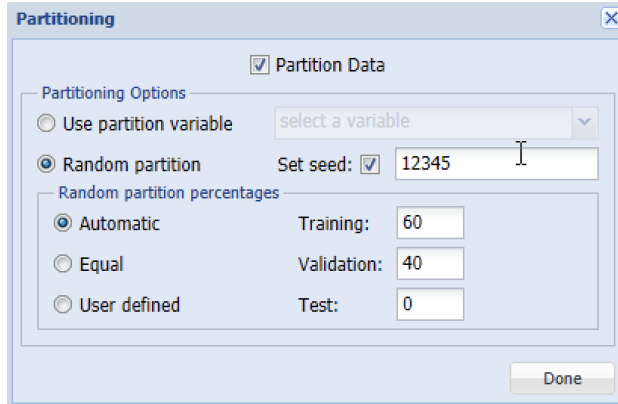 Partitioning
Partition Data
Partitioning Options
Use partition variable select a variable
Random partition Set seed: 12345
Random partition percentages
Automatic Training: 60
Equal Validation: 40
User defined Test: 0
Done